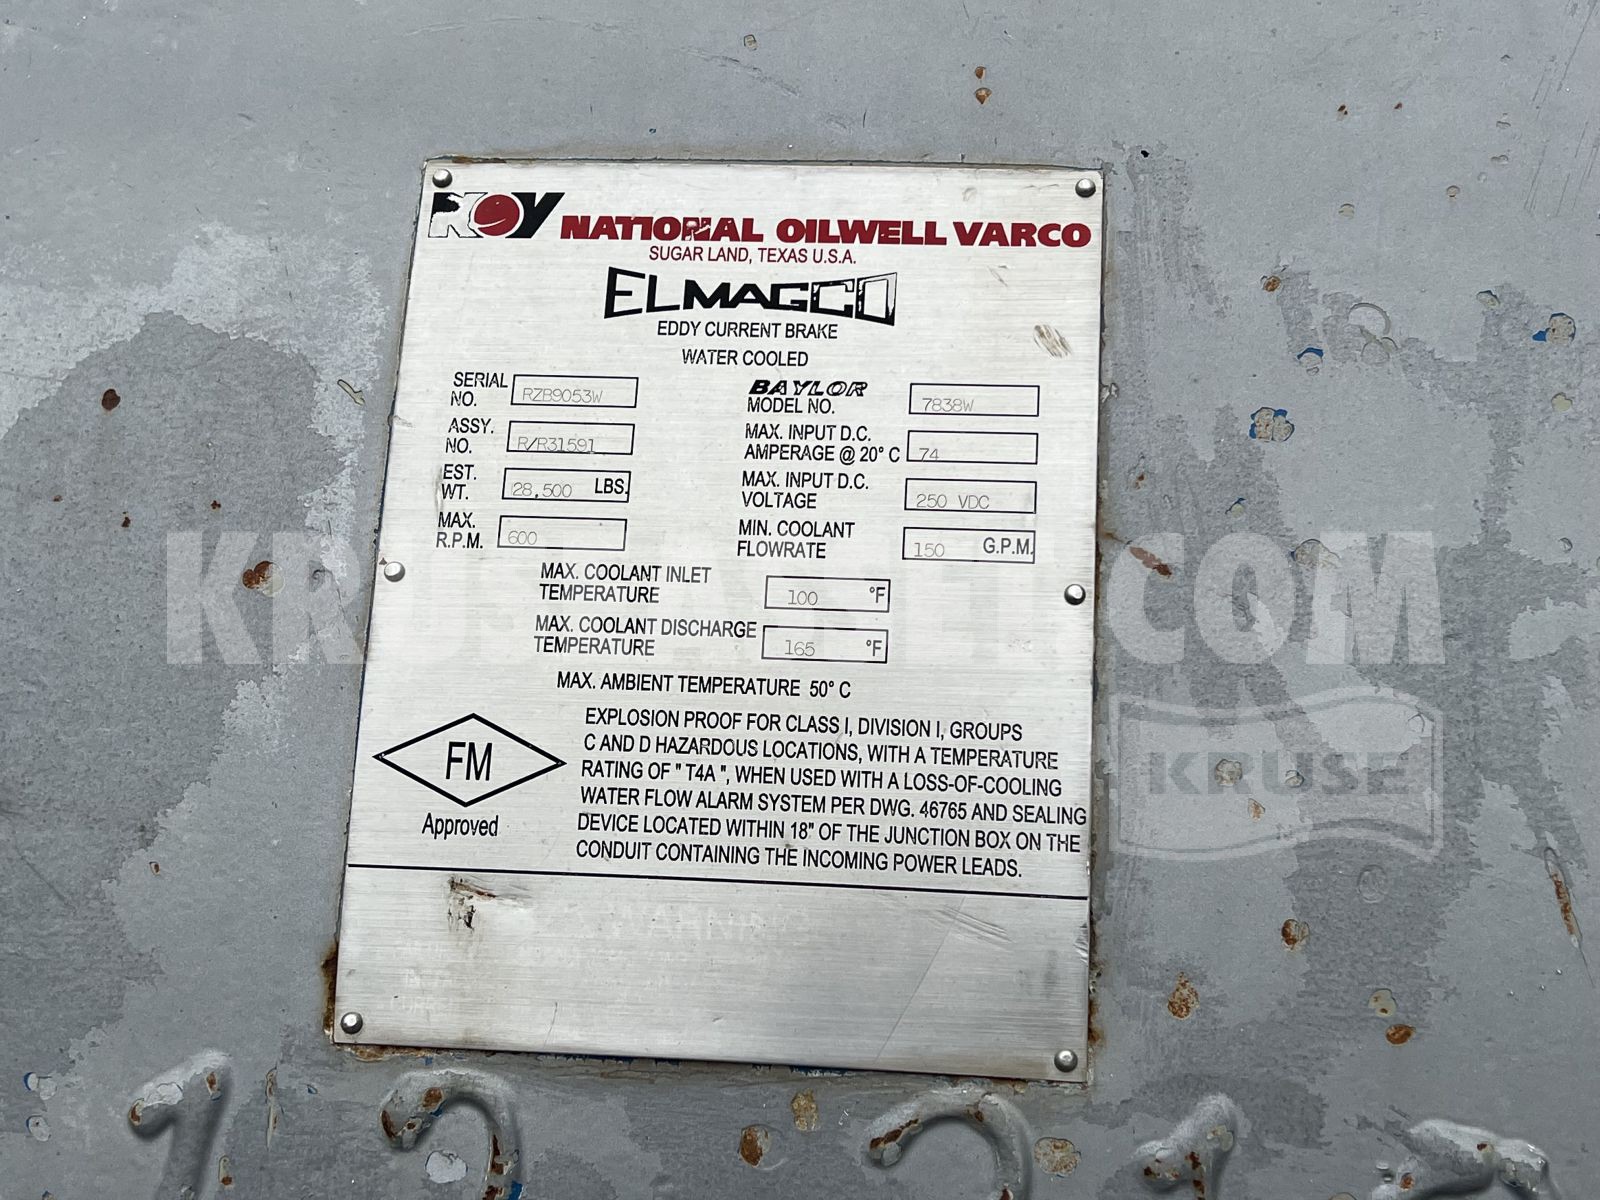 NOV NATIONAL OILWELL VARCO
SUGAR LAND, TEXAS U.S.A.
ELMAGCO
EDDY CURRENT BRAKE
WATER COOLED
SERIAL NO. RZB9053W
BAYLOR MODEL NO. 7838W
ASSY. NO. R/R31591
MAX. INPUT D.C. AMPERAGE @ 20° C 74
EST. WT. 28,500 LBS.
MAX. INPUT D.C. VOLTAGE 250 VDC
MAX. R.P.M. 600
MIN. COOLANT FLOWRATE 150 G.P.M.
MAX. COOLANT INLET
TEMPERATURE 100 °F
MAX. COOLANT DISCHARGE
TEMPERATURE 165 °F
MAX. AMBIENT TEMPERATURE 50° C
FM
Approved
EXPLOSION PROOF FOR CLASS I, DIVISION I, GROUPS
C AND D HAZARDOUS LOCATIONS, WITH A TEMPERATURE
RATING OF " T4A ", WHEN USED WITH A LOSS-OF-COOLING
WATER FLOW ALARM SYSTEM PER DWG. 46765 AND SEALING
DEVICE LOCATED WITHIN 18" OF THE JUNCTION BOX ON THE
CONDUIT CONTAINING THE INCOMING POWER LEADS.
WARNING
KRUSEASSET.COM
KRUSE